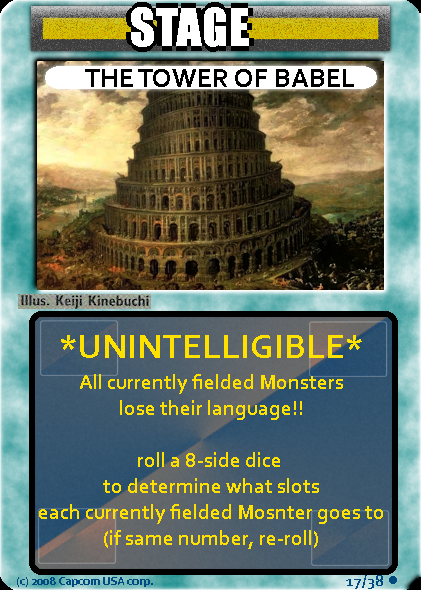 STAGE
THE TOWER OF BABEL
Illus. Keiji Kinebuchi
*UNINTELLIGIBLE*
All currently fielded Monsters
lose their language!!
roll a 8-side dice
to determine what slots
each currently fielded Mosnter goes to
(if same number, re-roll)
(c) 2008 Capcom USA corp.
17/38 ●